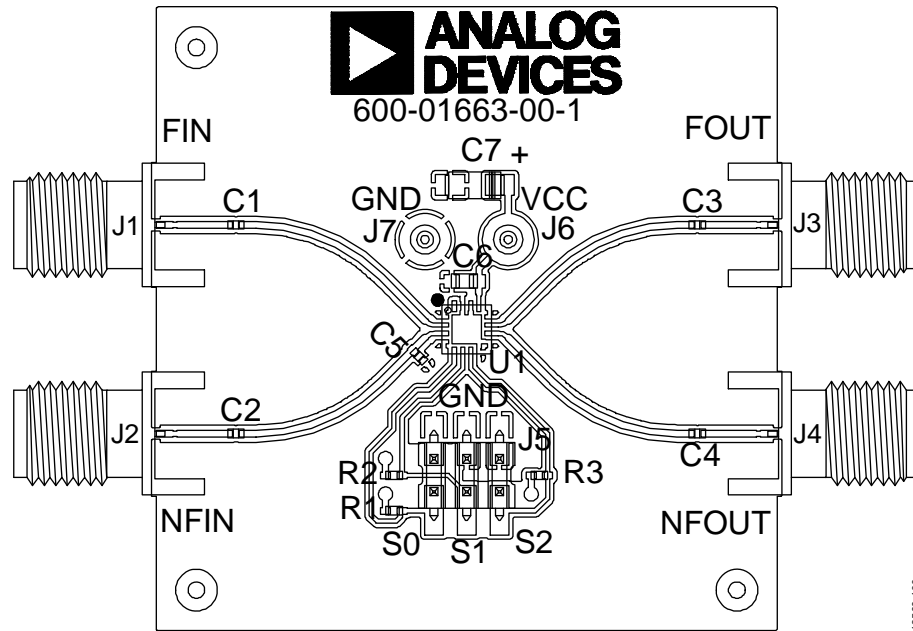 ANALOG
DEVICES
600-01663-00-1
FIN
FOUT
C7 +
C1
GND
VCC
C3
J1
J7
J6
J3
C6
C5
U1
GND
C2
J2
J5
C4
J4
R2
R3
R1
NFIN
S0
S1
S2
NFOUT